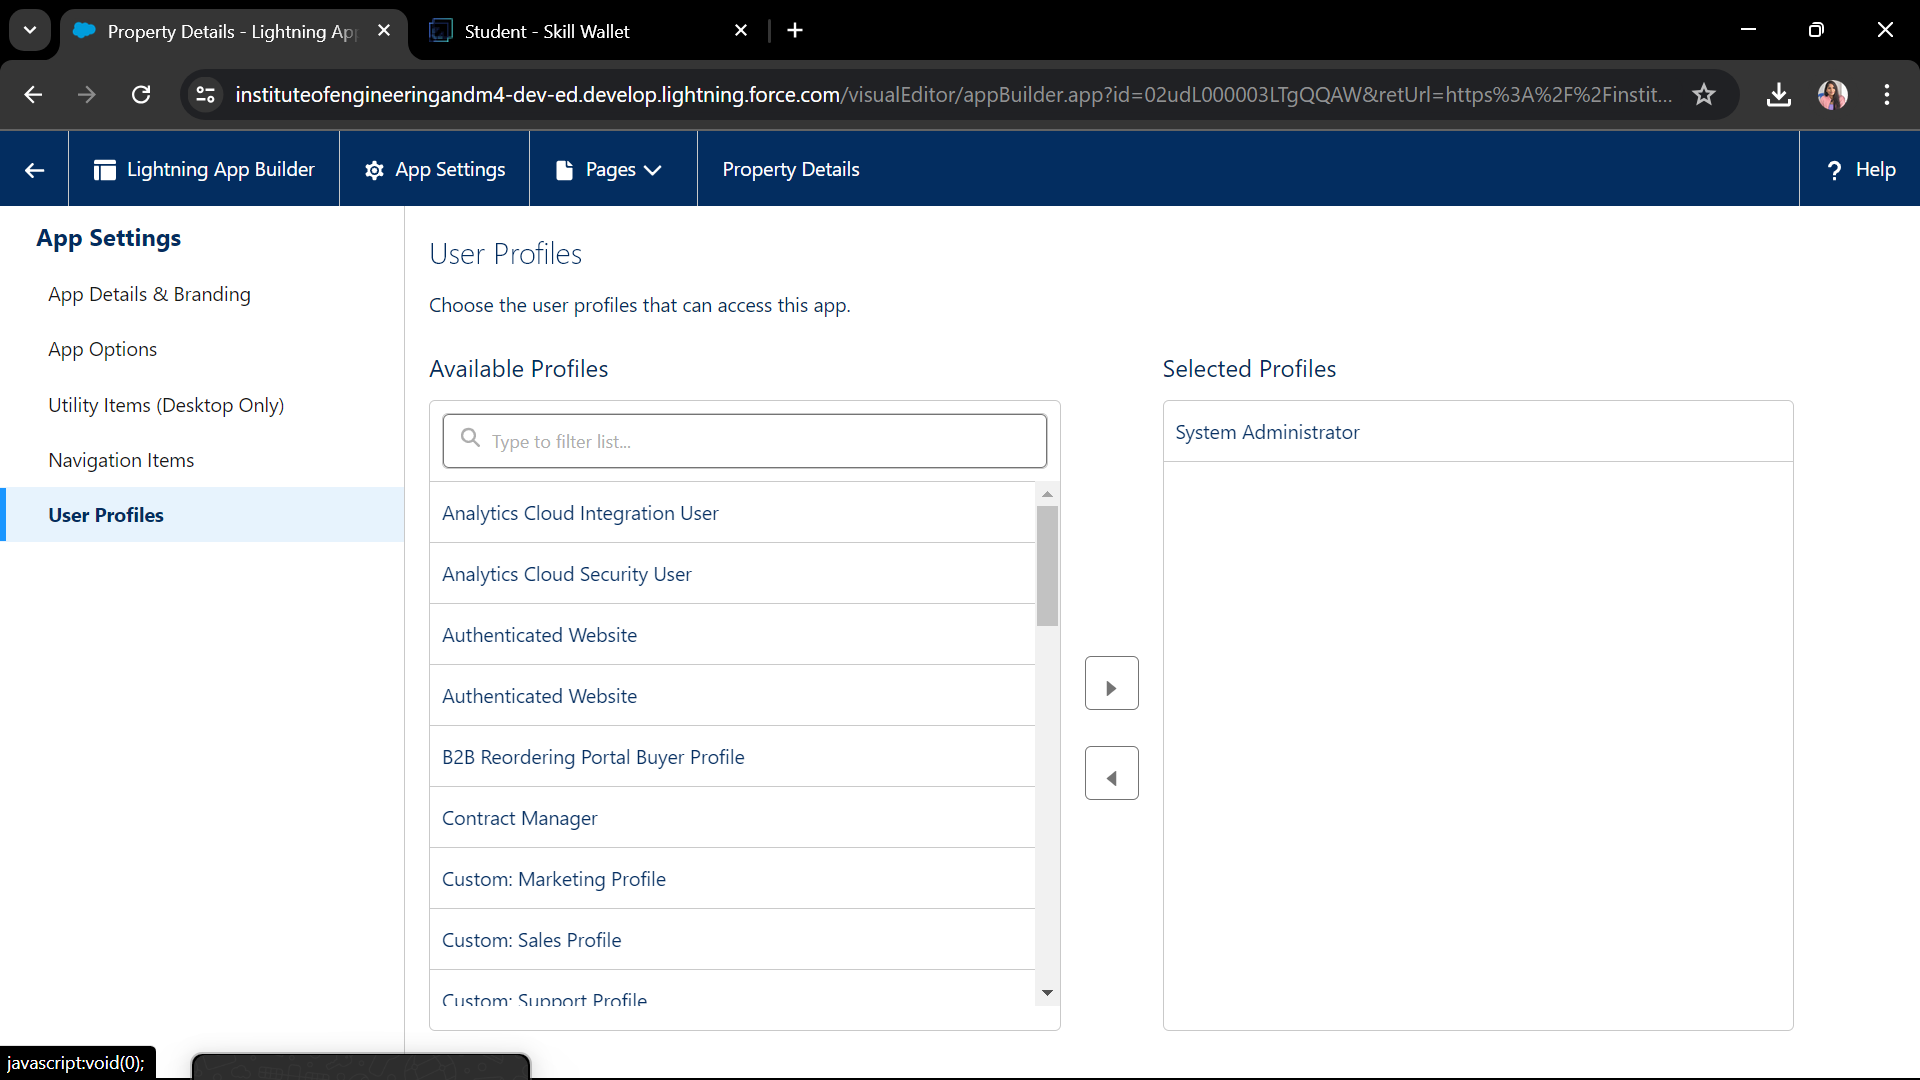 Property Details - Lightning Ap
Student - Skill Wallet
instituteofengineeringandm4-dev-ed.develop.lightning.force.com/visualEditor/appBuilder.app?id=02udL000003LTgQQAW&retUrl=https%3A%2F%2Finstit...
Lightning App Builder
App Settings
Pages
Property Details
? Help
App Settings
App Details & Branding
App Options
Utility Items (Desktop Only)
Navigation Items
User Profiles
User Profiles
Choose the user profiles that can access this app.
Available Profiles
Type to filter list...
Analytics Cloud Integration User
Analytics Cloud Security User
Authenticated Website
Authenticated Website
B2B Reordering Portal Buyer Profile
Contract Manager
Custom: Marketing Profile
Custom: Sales Profile
Custom: Support Profile
Selected Profiles
System Administrator
javascript:void(0);